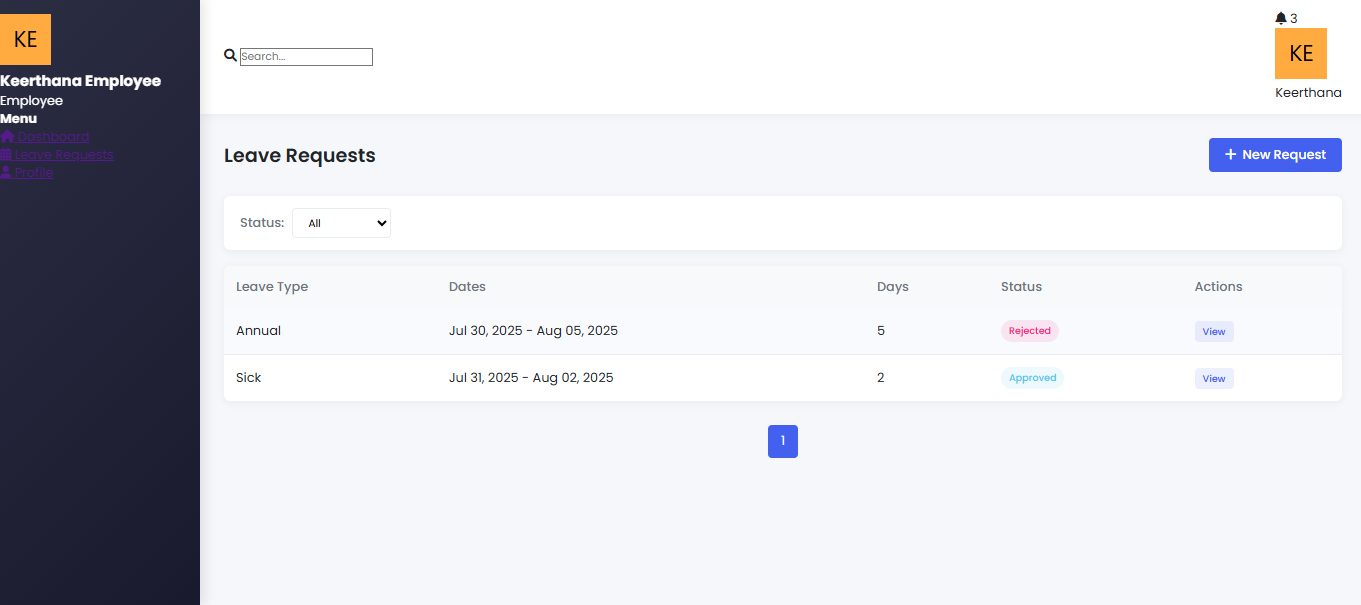 KE
Keerthana Employee
Employee
Menu
Dashboard
Leave Requests
Profile
Search...
3
KE
Keerthana
Leave Requests
+ New Request
Status: All
Leave Type Dates Days Status Actions
Annual Jul 30, 2025 - Aug 05, 2025 5 Rejected View
Sick Jul 31, 2025 - Aug 02, 2025 2 Approved View
1